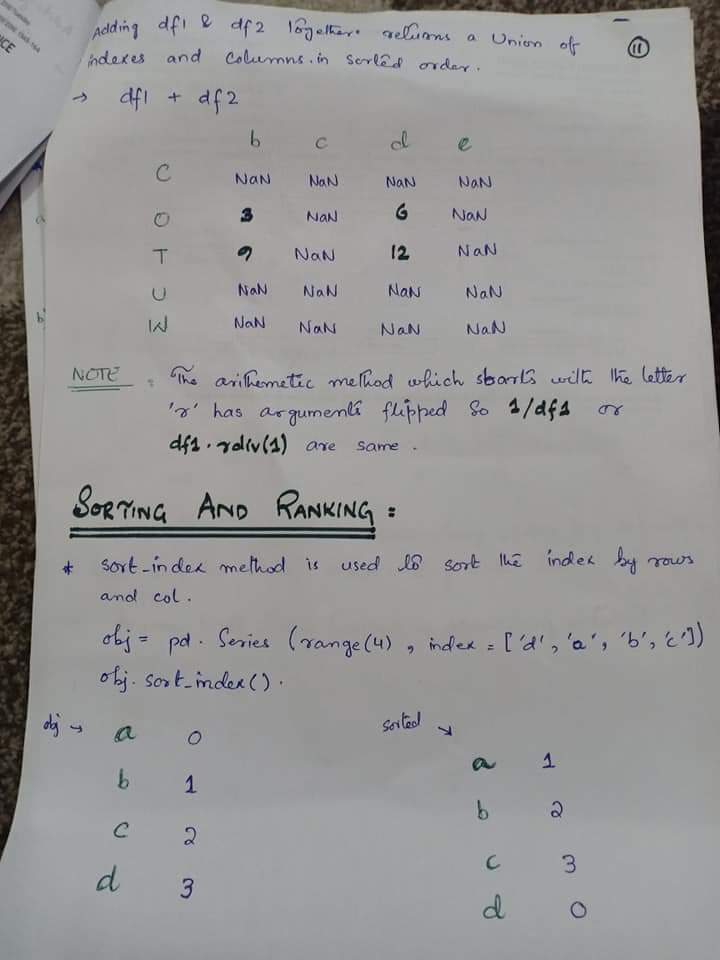 Adding df1 & df2 together returns a Union of
indexes and columns in sorted order.
11
→ df1 + df2
b c d e
C NaN NaN NaN NaN
O 3 NaN 6 NaN
T 9 NaN 12 NaN
U NaN NaN NaN NaN
W NaN NaN NaN NaN
NOTE : The arithemetic method which starts with the letter
'r' has arguments flipped so 1/df1 or
df1.rdiv(1) are same.
SORTING AND RANKING :
* sort_index method is used to sort the index by rows
and col.
obj = pd. Series (range(4), index = ['d', 'a', 'b', 'c'])
obj. sort_index().
obj → sorted →
a 0 a 1
b 1 b 2
c 2 c 3
d 3 d 0